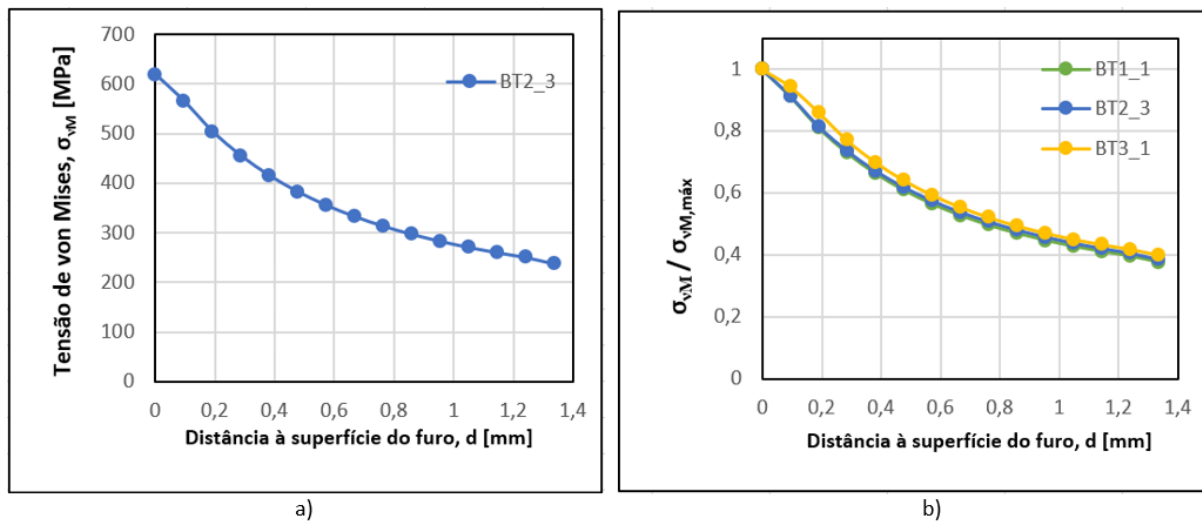 Tensão de von Mises, σvM [MPa]
700
600
500
400
300
200
100
0
BT2_3
0 0,2 0,4 0,6 0,8 1 1,2 1,4
Distância à superfície do furo, d [mm]
a)
σvM / σvM,máx
1
0,8
0,6
0,4
0,2
0
BT1_1
BT2_3
BT3_1
0 0,2 0,4 0,6 0,8 1 1,2 1,4
Distância à superfície do furo, d [mm]
b)